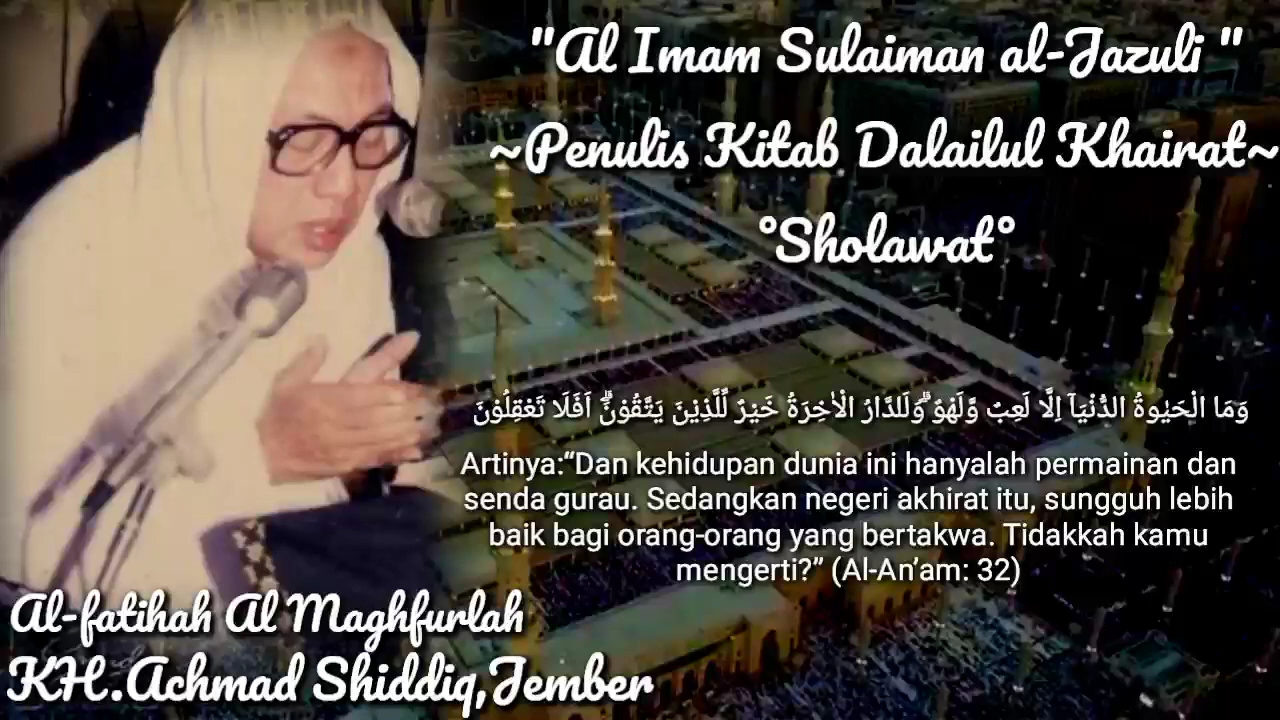 "Al Imam Sulaiman al-Jazuli "
~Penulis Kitab Dalailul Khairat~
°Sholawat°
وَمَا الْحَيٰوةُ الدُّنْيَآ اِلَّا لَعِبٌ وَّلَهْوٌ ۗوَلَلدَّارُ الْاٰخِرَةُ خَيْرٌ لِّلَّذِيْنَ يَتَّقُوْنَۗ اَفَلَا تَعْقِلُوْنَ
Artinya:“Dan kehidupan dunia ini hanyalah permainan dan
senda gurau. Sedangkan negeri akhirat itu, sungguh lebih
baik bagi orang-orang yang bertakwa. Tidakkah kamu
mengerti?” (Al-An’am: 32)
Al-fatihah Al Maghfurlah
KH.Achmad Shiddiq,Jember